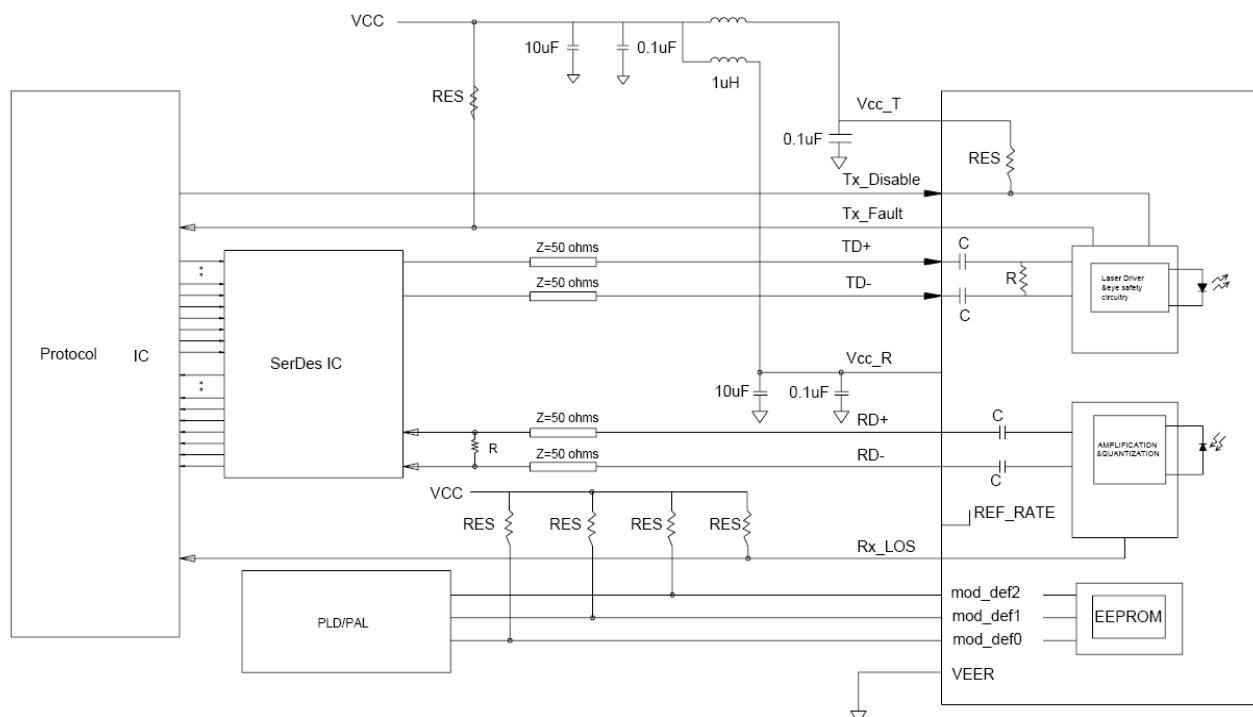 VCC
10uF
0.1uF
1uH
RES
Vcc_T
0.1uF
RES
Tx_Disable
Tx_Fault
Z=50 ohms
TD+
C
R
Z=50 ohms
TD-
C
Laser Driver
&eye safety
circuitry
Protocol IC
SerDes IC
Vcc_R
10uF
0.1uF
Z=50 ohms
RD+
C
R
Z=50 ohms
RD-
C
AMPLIFICATION
&QUANTIZATION
VCC
RES
RES
RES
RES
REF_RATE
Rx_LOS
PLD/PAL
mod_def2
mod_def1
mod_def0
EEPROM
VEER